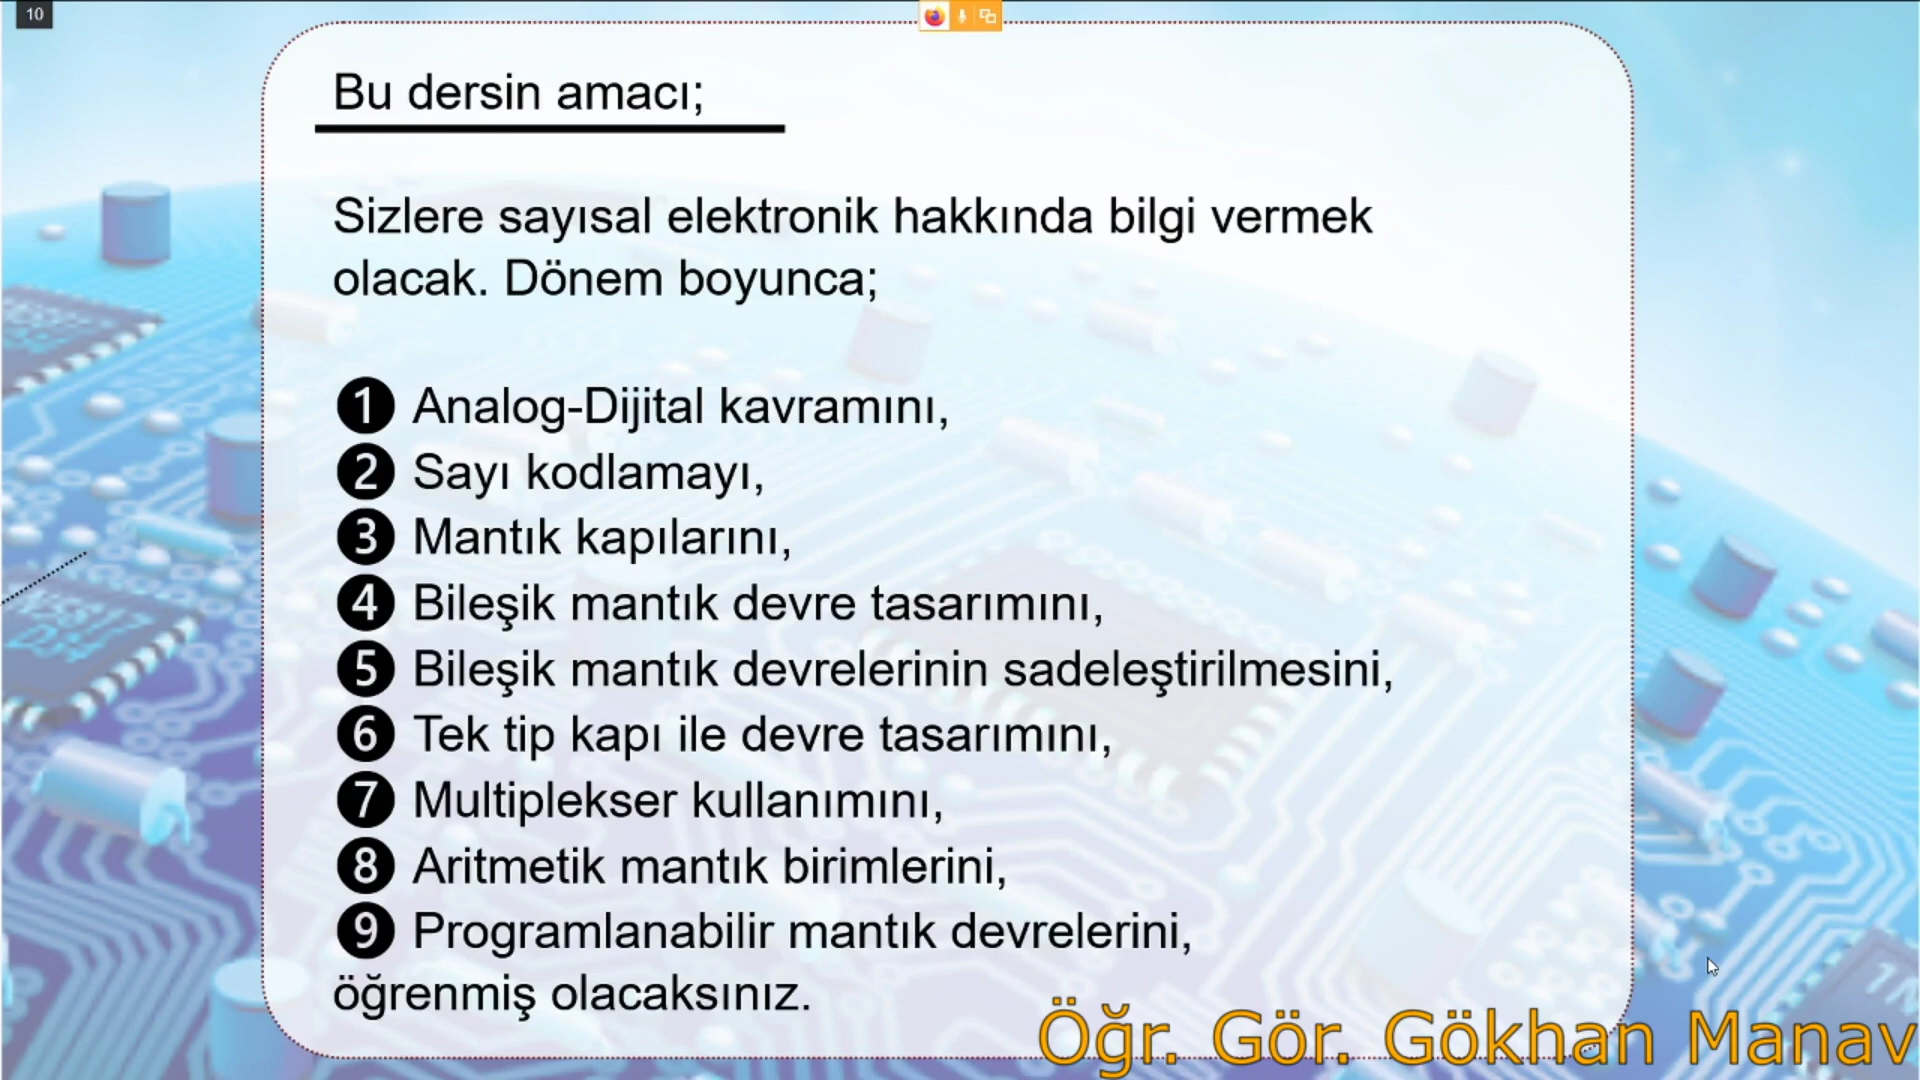 10
Bu dersin amacı;
Sizlere sayısal elektronik hakkında bilgi vermek
olacak. Dönem boyunca;
1 Analog-Dijital kavramını,
2 Sayı kodlamayı,
3 Mantık kapılarını,
4 Bileşik mantık devre tasarımını,
5 Bileşik mantık devrelerinin sadeleştirilmesini,
6 Tek tip kapı ile devre tasarımını,
7 Multiplekser kullanımını,
8 Aritmetik mantık birimlerini,
9 Programlanabilir mantık devrelerini,
öğrenmiş olacaksınız.
Öğr. Gör. Gökhan Manav